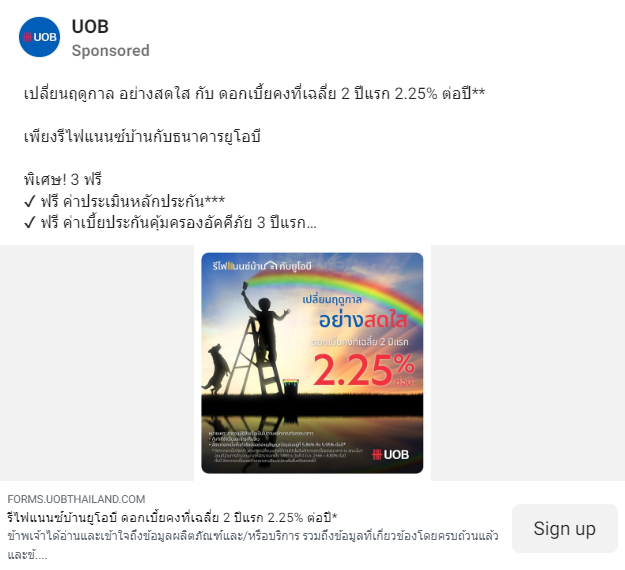 UOB
UOB
Sponsored
เปลี่ยนฤดูกาล อย่างสดใส กับ ดอกเบี้ยคงที่เฉลี่ย 2 ปีแรก 2.25% ต่อปี**
เพียงรีไฟแนนซ์บ้านกับธนาคารยูโอบี
พิเศษ! 3 ฟรี
✓ ฟรี ค่าประเมินหลักประกัน***
✓ ฟรี ค่าเบี้ยประกันคุ้มครองอัคคีภัย 3 ปีแรก...
รีไฟแนนซ์บ้าน กับยูโอบี
เปลี่ยนฤดูกาล
อย่างสดใส
ดอกเบี้ยคงที่เฉลี่ย 2 ปีแรก
2.25%
ต่อปี*
UOB
FORMS.UOBTHAILAND.COM
รีไฟแนนซ์บ้านยูโอบี ดอกเบี้ยคงที่เฉลี่ย 2 ปีแรก 2.25% ต่อปี*
ข้าพเจ้าได้อ่านและเข้าใจถึงข้อมูลผลิตภัณฑ์และ/หรือบริการ รวมถึงข้อมูลที่เกี่ยวข้องโดยครบถ้วนแล้ว
และข้....
Sign up